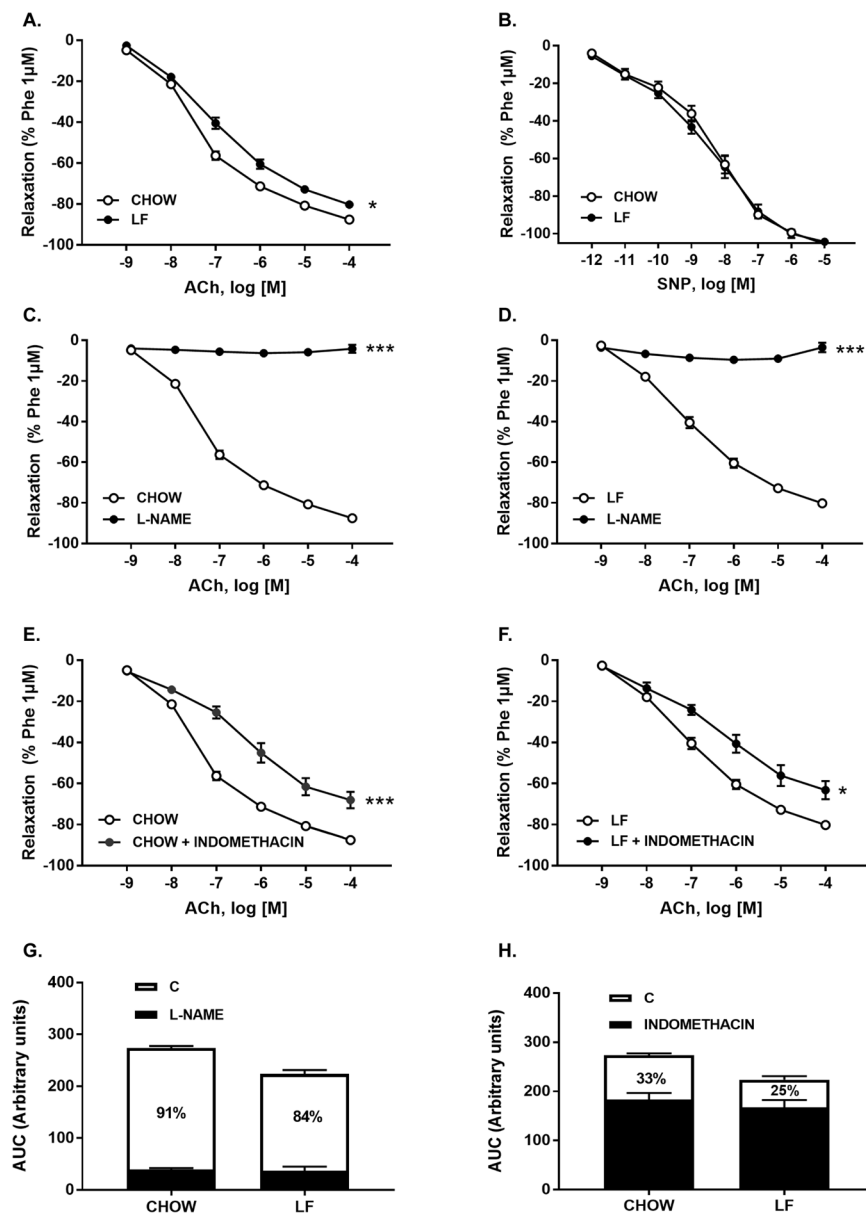 A.
0
-20
-40
-60
-80
-100
Relaxation (% Phe 1µM)
CHOW
LF
*
-9 -8 -7 -6 -5 -4
ACh, log [M]
B.
0
-20
-40
-60
-80
-100
Relaxation (% Phe 1µM)
CHOW
LF
-12 -11 -10 -9 -8 -7 -6 -5
SNP, log [M]
C.
0
-20
-40
-60
-80
-100
Relaxation (% Phe 1µM)
***
CHOW
L-NAME
-9 -8 -7 -6 -5 -4
ACh, log [M]
D.
0
-20
-40
-60
-80
-100
Relaxation (% Phe 1µM)
***
LF
L-NAME
-9 -8 -7 -6 -5 -4
ACh, log [M]
E.
0
-20
-40
-60
-80
-100
Relaxation (% Phe 1µM)
***
CHOW
CHOW + INDOMETHACIN
-9 -8 -7 -6 -5 -4
ACh, log [M]
F.
0
-20
-40
-60
-80
-100
Relaxation (% Phe 1µM)
*
LF
LF + INDOMETHACIN
-9 -8 -7 -6 -5 -4
ACh, log [M]
G.
C
L-NAME
400
300
200
100
0
AUC (Arbitrary units)
91%
84%
CHOW LF
H.
C
INDOMETHACIN
400
300
200
100
0
AUC (Arbitrary units)
33%
25%
CHOW LF